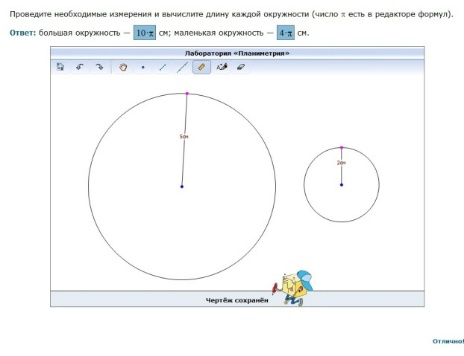 Проведите необходимые измерения и вычислите длину каждой окружности (число π есть в редакторе формул).
Ответ: большая окружность — 10·π см; маленькая окружность — 4·π см.
Лаборатория «Планиметрия»
5см
2см
Чертёж сохранён
Отлично!